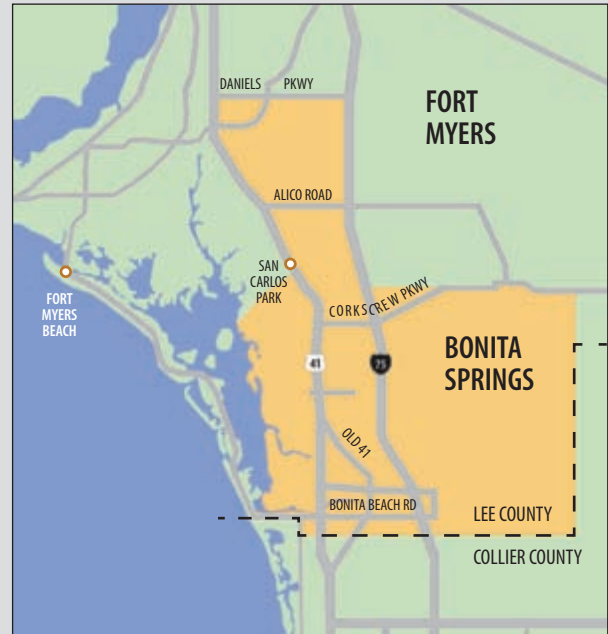 DANIELS PKWY
FORT
MYERS
ALICO ROAD
SAN
CARLOS
PARK
FORT
MYERS
BEACH
CORKSCREW PKWY
41
75
BONITA
SPRINGS
OLD 41
BONITA BEACH RD
LEE COUNTY
COLLIER COUNTY